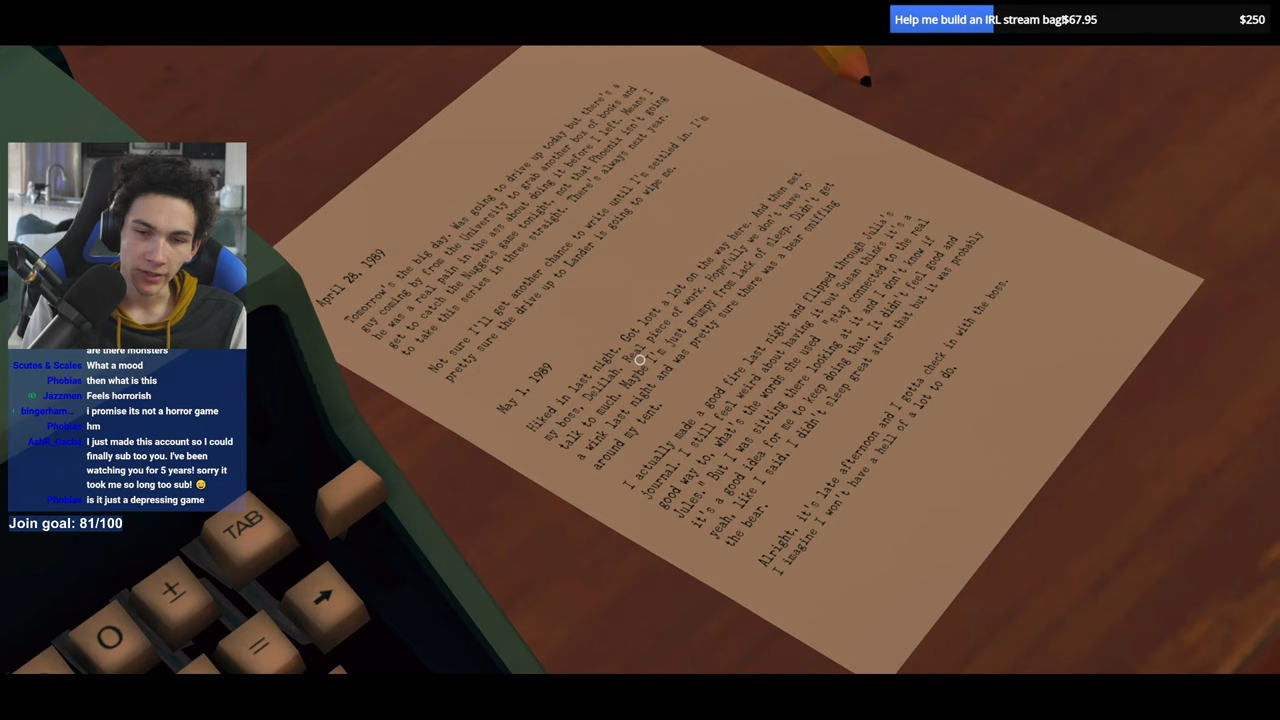 Help me build an IRL stream bag!
$67.95
$250
are there monsters
Scutes & Scales What a mood
Phobias then what is this
Jazzmen Feels horrorish
bingerham... i promise its not a horror game
Phobias hm
I just made this account so I could
finally sub too you. I've been
watching you for 5 years! sorry it
took me so long too sub! 😅
Phobias is it just a depressing game
Join goal: 81/100
April 28, 1989
Tomorrow's the big day. Was going to drive up today but there's a
guy coming by from the University to grab another box of books and
he was a real pain in the ass about doing it before I left. Means I
get to catch the Nuggets game tonight, not that Phoenix isn't going
to take this series in three straight. There's always next year.
Not sure I'll get another chance to write until I'm settled in. I'm
pretty sure the drive up to Lander is going to wipe me.
May 1, 1989
Hiked in last night. Got lost a lot on the way here. And then met
my boss, Delilah. Real piece of work. Hopefully we don't have to
talk to much. Maybe I'm just grumpy from lack of sleep. Didn't get
a wink last night and was pretty sure there was a bear sniffing
around my tent.
I actually made a good fire last night and flipped through Julia's
journal. I still feel weird about having it but Susan thinks it's a
good way to, what's the words she used "stay connected to the real
Jules." But I was sitting there looking at it and I don't know if
it's a good idea for me to keep doing that. It didn't feel good and
yeah, like I said, I didn't sleep great after that but it was probably
the bear.
Alright, it's late afternoon and I gotta check in with the boss.
I imagine I won't have a hell of a lot to do.
TAB
±
O
=